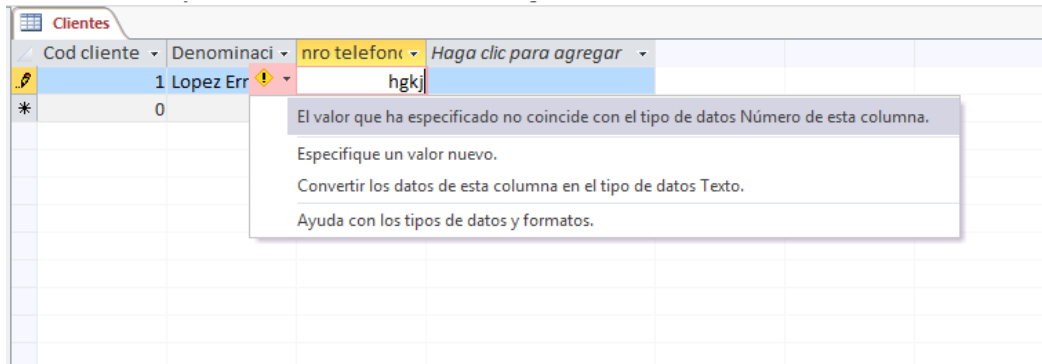 Clientes
Cod cliente Denominaci nro telefono Haga clic para agregar
1 Lopez Err hgkj
0
El valor que ha especificado no coincide con el tipo de datos Número de esta columna.
Especifique un valor nuevo.
Convertir los datos de esta columna en el tipo de datos Texto.
Ayuda con los tipos de datos y formatos.